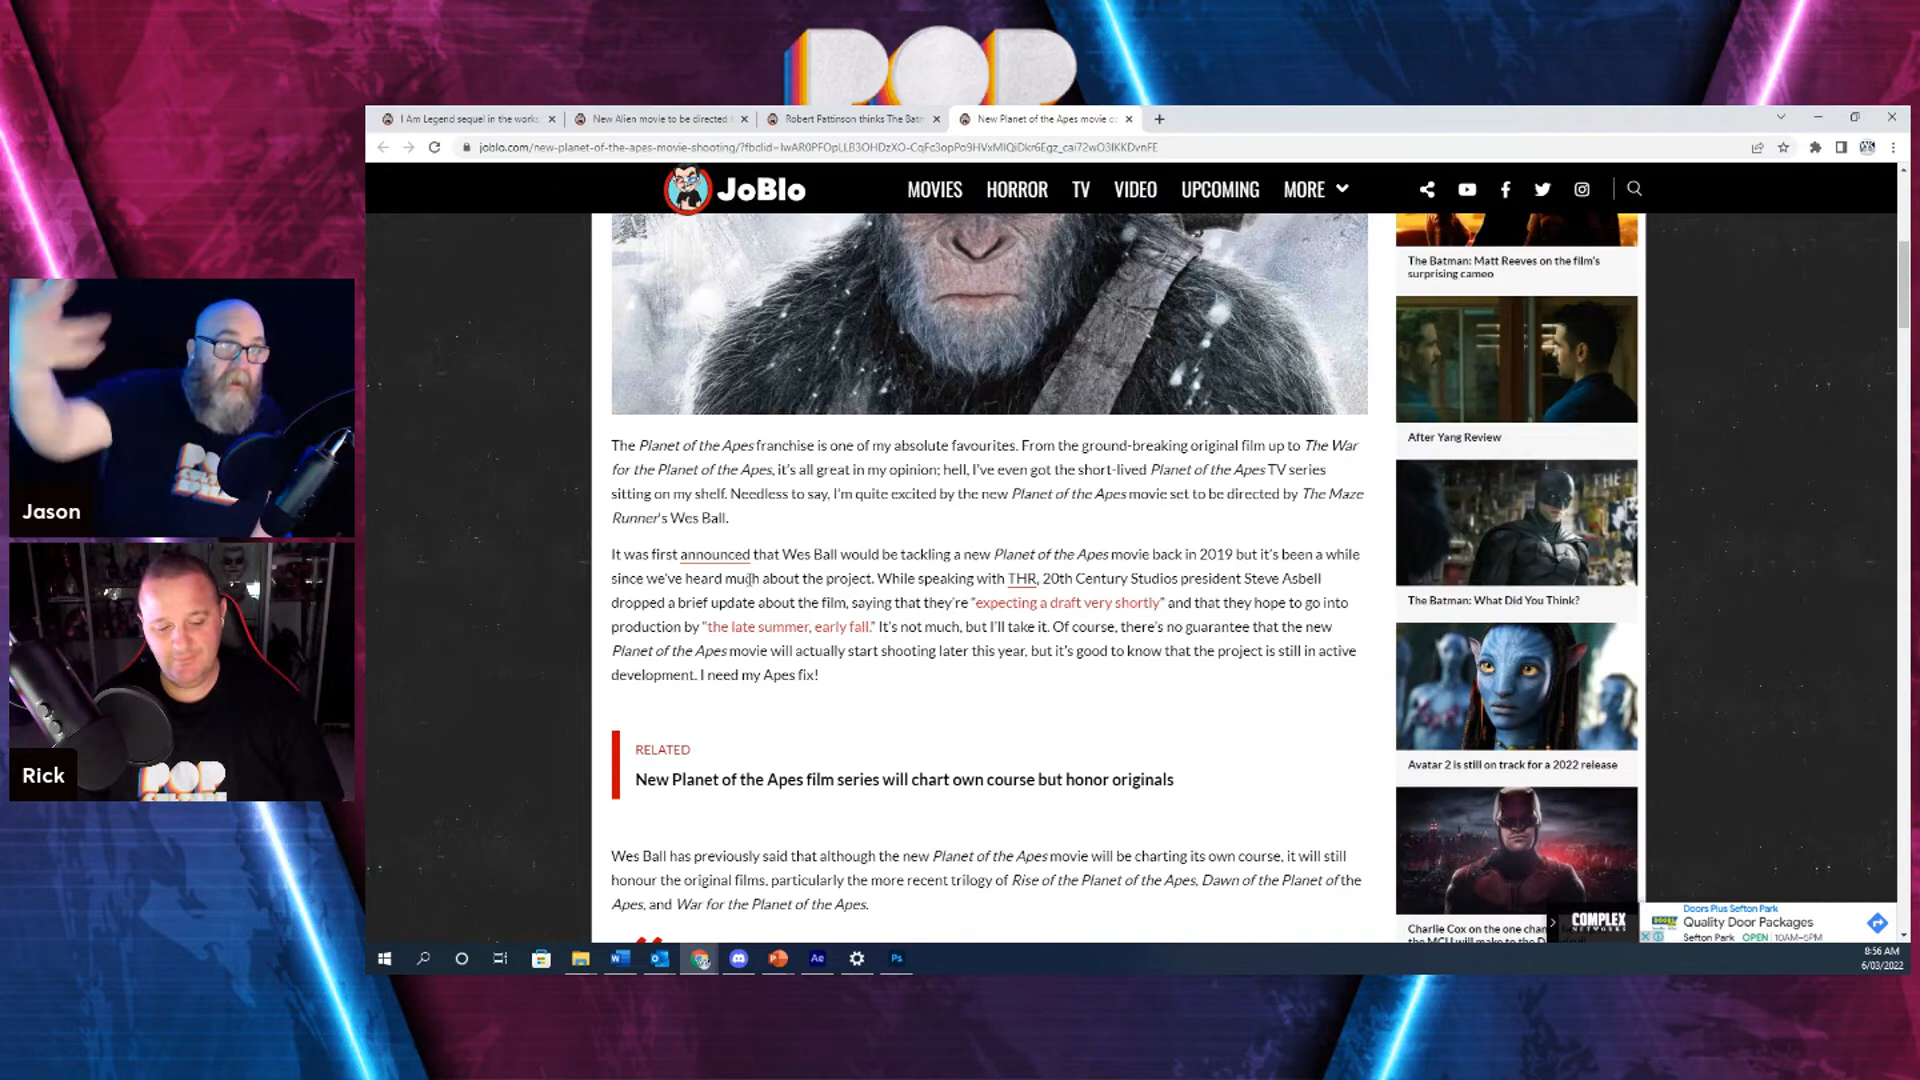 POP
I Am Legend sequel in the works
New Alien movie to be directed
Robert Pattinson thinks The Bat
New Planet of the Apes movie c
joblo.com/new-planet-of-the-apes-movie-shooting/
JoBlo
MOVIES HORROR TV VIDEO UPCOMING MORE
The Planet of the Apes franchise is one of my absolute favourites. From the ground-breaking original film up to The War
for the Planet of the Apes, it's all great in my opinion; hell, I've even got the short-lived Planet of the Apes TV series
sitting on my shelf. Needless to say, I'm quite excited by the new Planet of the Apes movie set to be directed by The Maze
Runner's Wes Ball.
It was first announced that Wes Ball would be tackling a new Planet of the Apes movie back in 2019 but it's been a while
since we've heard much about the project. While speaking with THR, 20th Century Studios president Steve Asbell
dropped a brief update about the film, saying that they're "expecting a draft very shortly" and that they hope to go into
production by "the late summer, early fall." It's not much, but I'll take it. Of course, there's no guarantee that the new
Planet of the Apes movie will actually start shooting later this year, but it's good to know that the project is still in active
development. I need my Apes fix!
RELATED
New Planet of the Apes film series will chart own course but honor originals
Wes Ball has previously said that although the new Planet of the Apes movie will be charting its own course, it will still
honour the original films, particularly the more recent trilogy of Rise of the Planet of the Apes, Dawn of the Planet of the
Apes, and War for the Planet of the Apes.
The Batman: Matt Reeves on the film's
surprising cameo
After Yang Review
The Batman: What Did You Think?
Avatar 2 is still on track for a 2022 release
Charlie Cox on the one chan
COMPLEX
NETWORKS
Doors Plus Sefton Park
Quality Door Packages
Sefton Park OPEN 10AM–5PM
8:56 AM
6/03/2022
Jason
Rick
POP